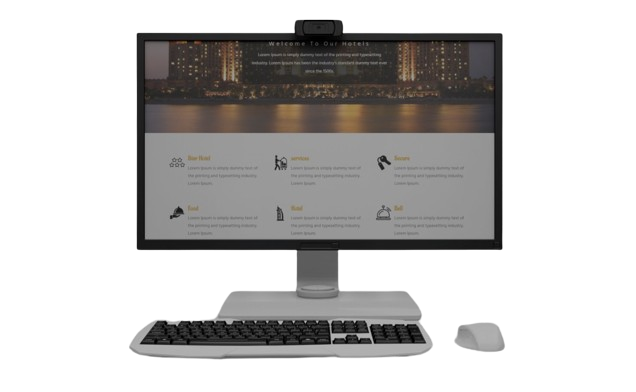 Welcome To Our Hotels
Lorem Ipsum is simply dummy text of the printing and typesetting
industry. Lorem Ipsum has been the industry's standard dummy text ever
since the 1500s.
services
Lorem Ipsum is simply dummy text of
the printing and typesetting industry.
Lorem Ipsum
Lorem Ipsum is simply dummy text of
the printing and typesetting industry.
Lorem Ipsum
Rooms
Lorem Ipsum is simply dummy text of
the printing and typesetting industry.
Lorem Ipsum
food
Lorem Ipsum is simply dummy text of
the printing and typesetting industry.
Lorem Ipsum
Lorem Ipsum is simply dummy text of
the printing and typesetting industry.
Lorem Ipsum
Bell
Lorem Ipsum is simply dummy text of
the printing and typesetting industry.
Lorem Ipsum